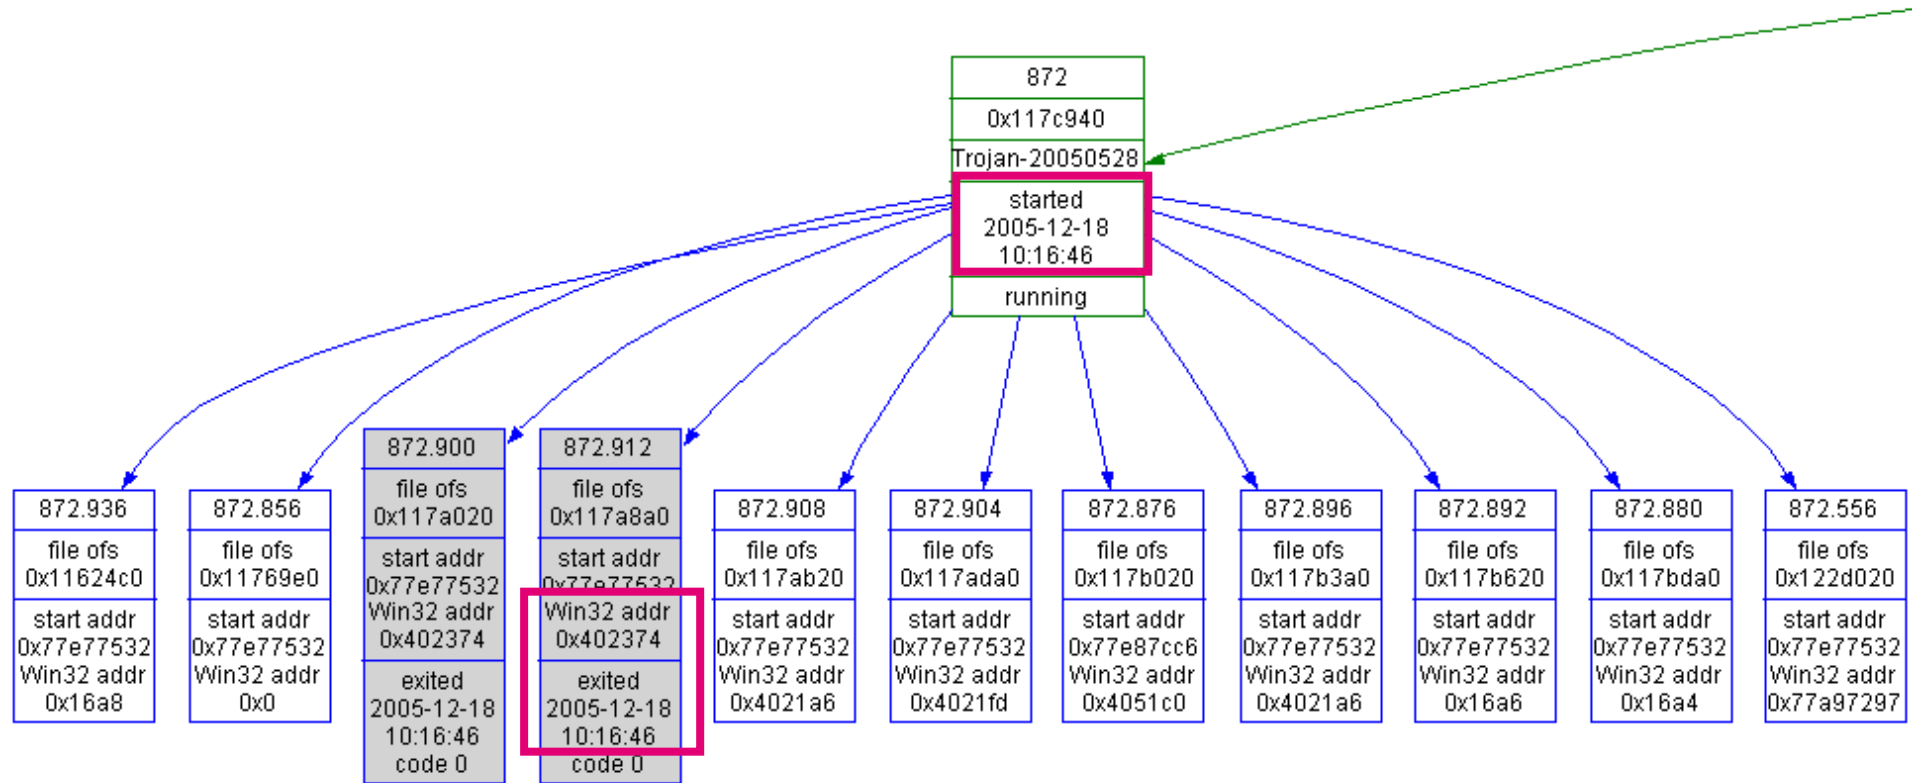 872
0x117c940
Trojan-20050528
started
2005-12-18
10:16:46
running
872.936
file ofs
0x11624c0
start addr
0x77e77532
Win32 addr
0x16a8
872.856
file ofs
0x11769e0
start addr
0x77e77532
Win32 addr
0x0
872.900
file ofs
0x117a020
start addr
0x77e77532
Win32 addr
0x402374
exited
2005-12-18
10:16:46
code 0
872.912
file ofs
0x117a8a0
start addr
0x77e77532
Win32 addr
0x402374
exited
2005-12-18
10:16:46
code 0
872.908
file ofs
0x117ab20
start addr
0x77e77532
Win32 addr
0x4021a6
872.904
file ofs
0x117ada0
start addr
0x77e77532
Win32 addr
0x4021fd
872.876
file ofs
0x117b020
start addr
0x77e87cc6
Win32 addr
0x4051c0
872.896
file ofs
0x117b3a0
start addr
0x77e77532
Win32 addr
0x4021a6
872.892
file ofs
0x117b620
start addr
0x77e77532
Win32 addr
0x16a6
872.880
file ofs
0x117bda0
start addr
0x77e77532
Win32 addr
0x16a4
872.556
file ofs
0x122d020
start addr
0x77e77532
Win32 addr
0x77a97297